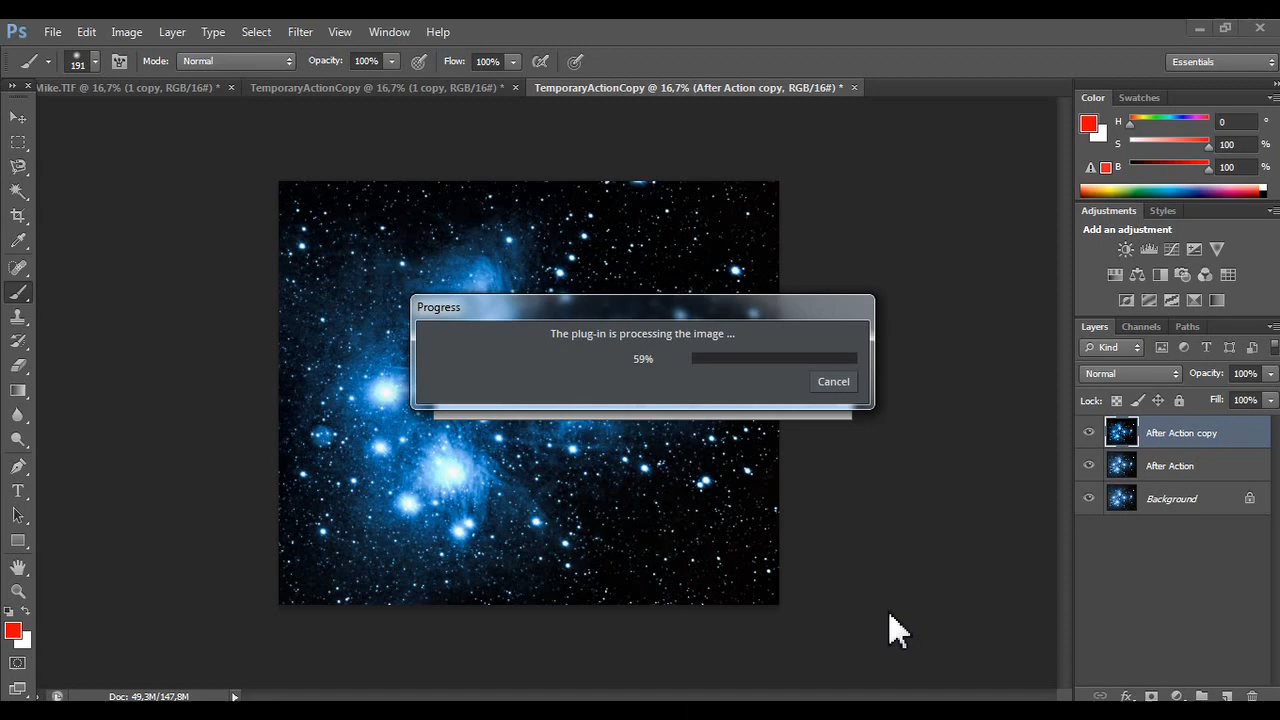 Ps File Edit Image Layer Type Select Filter View Window Help
191 Mode: Normal Opacity: 100% Flow: 100% Essentials
Mike.TIF @ 16,7% (1 copy, RGB/16#) * × TemporaryActionCopy @ 16,7% (1 copy, RGB/16#) * × TemporaryActionCopy @ 16,7% (After Action copy, RGB/16#) * ×
Color Swatches
H 0 °
S 100 %
B 100 %
Adjustments Styles
Add an adjustment
Progress
The plug-in is processing the image ...
59%
Cancel
Layers Channels Paths
Kind
Normal Opacity: 100%
Lock: Fill: 100%
After Action copy
After Action
Background
Doc: 49,3M/147,8M
fx